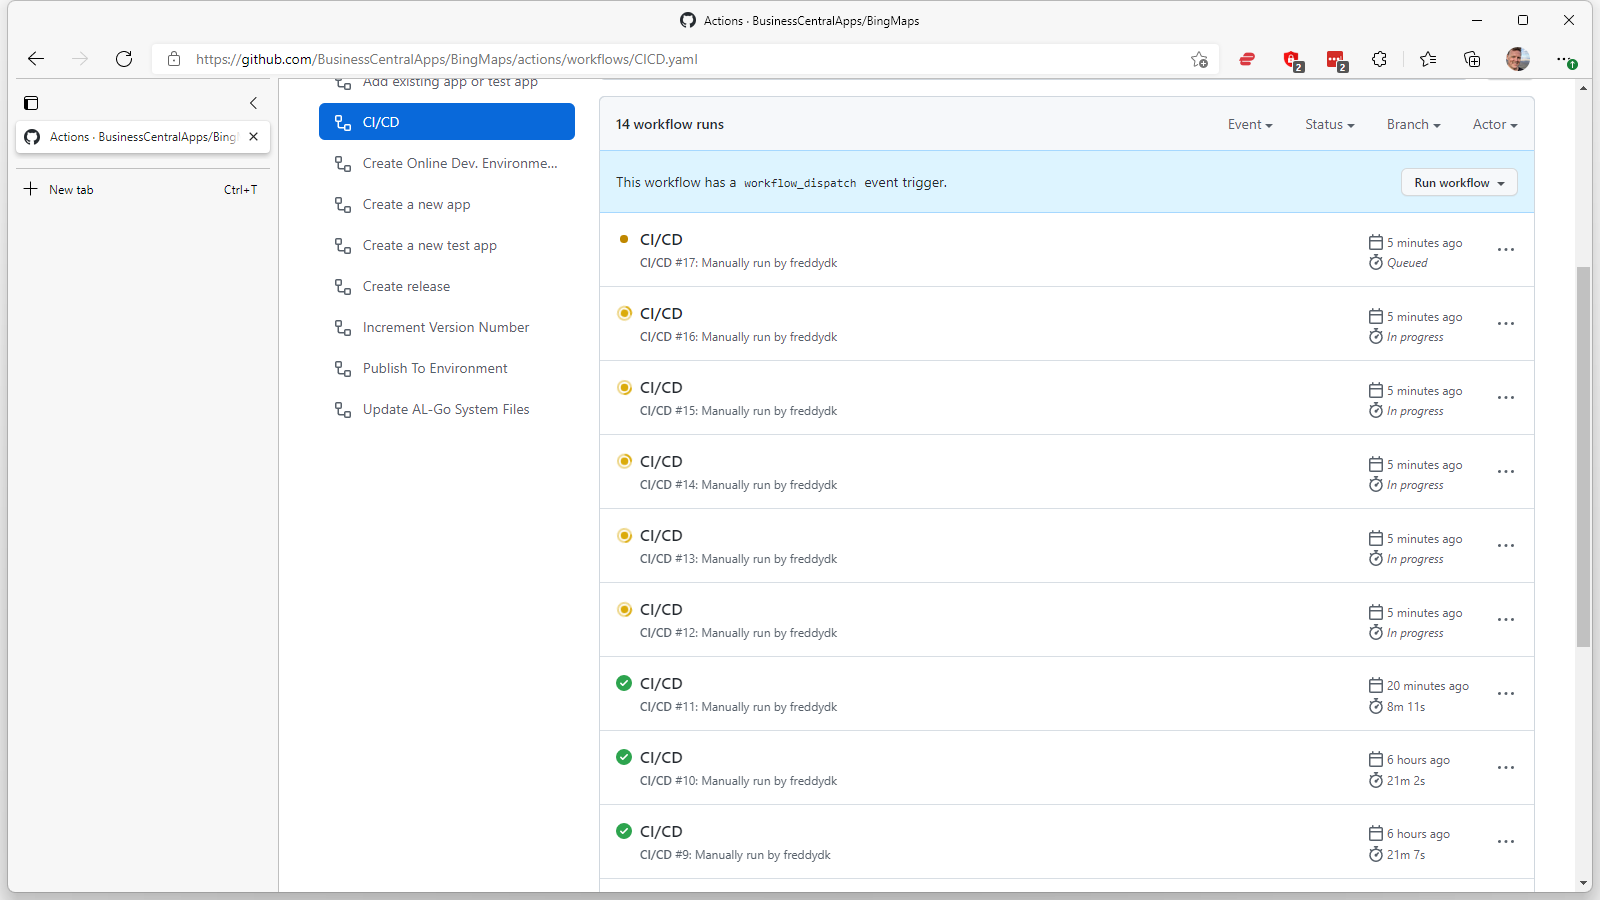 Actions · BusinessCentralApps/BingMaps
https://github.com/BusinessCentralApps/BingMaps/actions/workflows/CICD.yaml
2
2
Actions · BusinessCentralApps/Bing
New tab
Ctrl+T
Add existing app or test app
CI/CD
Create Online Dev. Environme...
Create a new app
Create a new test app
Create release
Increment Version Number
Publish To Environment
Update AL-Go System Files
14 workflow runs
Event
Status
Branch
Actor
This workflow has a workflow_dispatch event trigger.
Run workflow
CI/CD
CI/CD #17: Manually run by freddydk
5 minutes ago
Queued
CI/CD
CI/CD #16: Manually run by freddydk
5 minutes ago
In progress
CI/CD
CI/CD #15: Manually run by freddydk
5 minutes ago
In progress
CI/CD
CI/CD #14: Manually run by freddydk
5 minutes ago
In progress
CI/CD
CI/CD #13: Manually run by freddydk
5 minutes ago
In progress
CI/CD
CI/CD #12: Manually run by freddydk
5 minutes ago
In progress
CI/CD
CI/CD #11: Manually run by freddydk
20 minutes ago
8m 11s
CI/CD
CI/CD #10: Manually run by freddydk
6 hours ago
21m 2s
CI/CD
CI/CD #9: Manually run by freddydk
6 hours ago
21m 7s